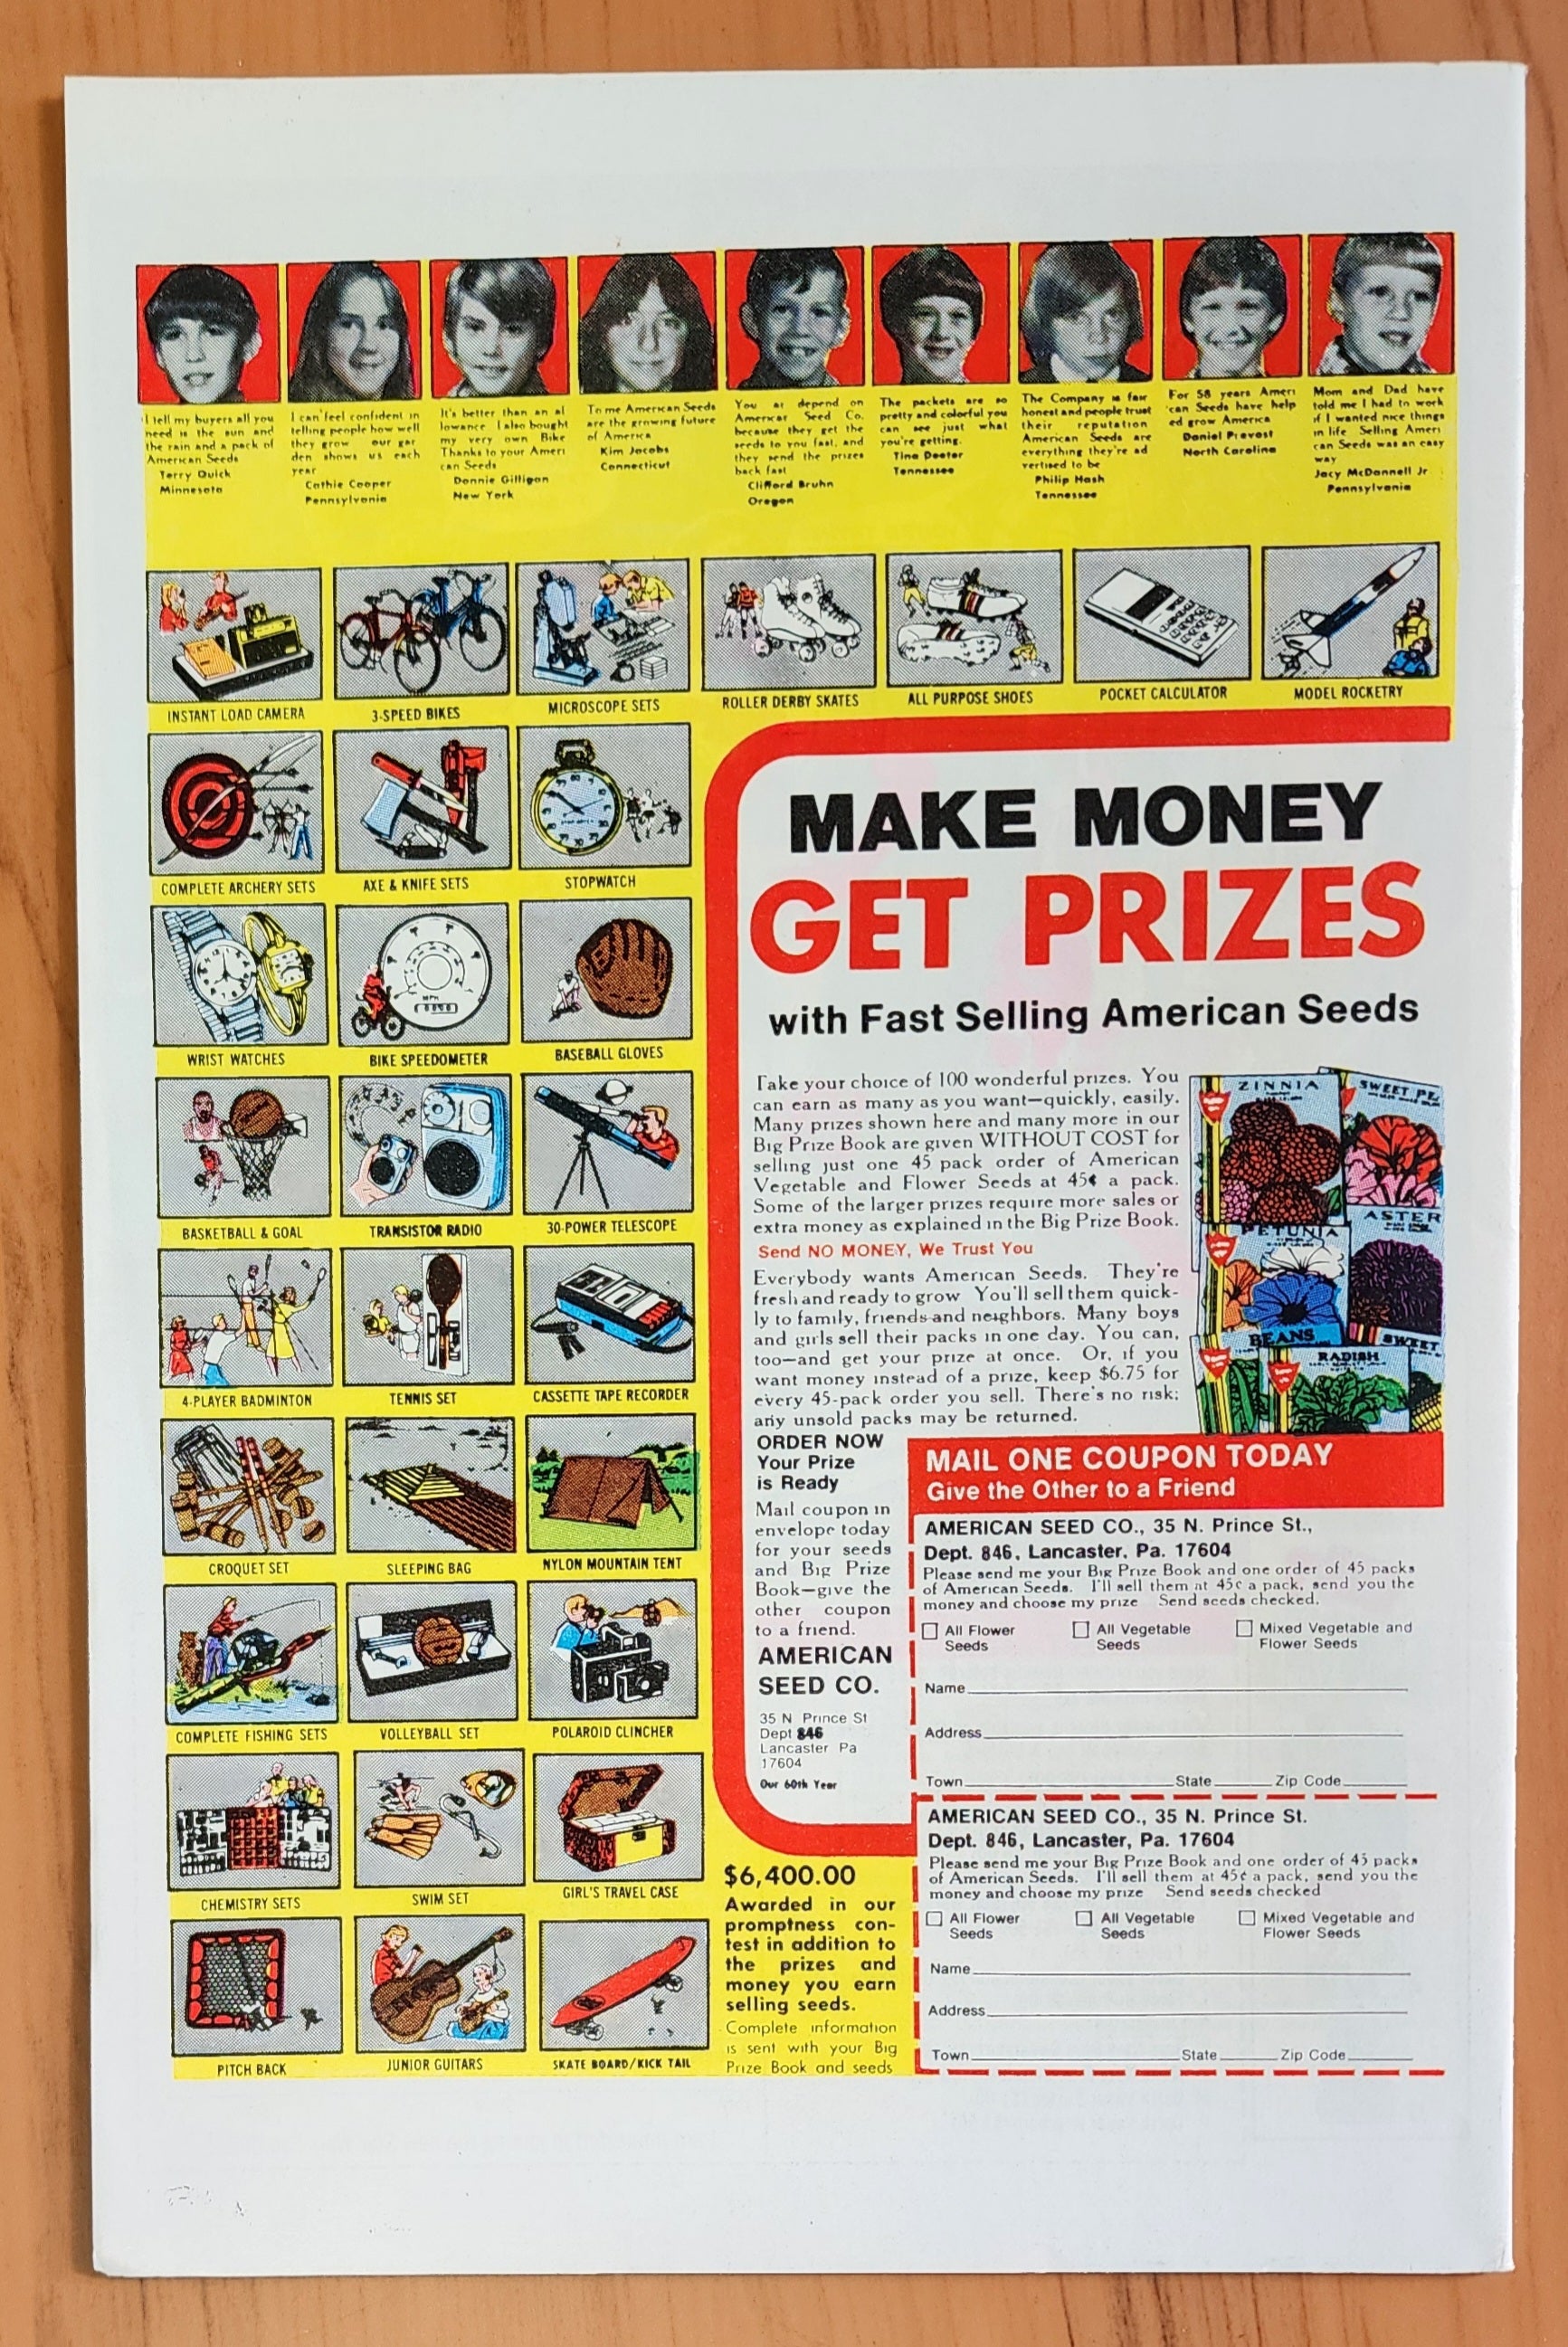 I tell my buyers all you
need is the sun and
the rain and a pack of
American Seeds
Terry Quick
Minnesota
I can feel confident in
telling people how well
they grow our gar
den shows us each
year
Cathie Cooper
Pennsylvania
It's better than an al
lowance I also bought
my very own Bike
Thanks to your Ameri
can Seeds
Donnie Gilligan
New York
To me American Seeds
are the growing future
of America
Kim Jacobs
Connecticut
You depend on
American Seed Co.
because they get the
seeds to you fast, and
they send the prizes
back fast
Clifford Bruhn
Oregon
The packets are so
pretty and colorful you
can see just what
you're getting.
Tina Deeter
Tennessee
The Company is fair
honest and people trust
their reputation
American Seeds are
everything they're ad
vertised to be
Philip Hash
Tennessee
For 58 years Ameri
can Seeds have help
ed grow America
Daniel Prevost
North Carolina
Mom and Dad have
told me I had to work
if I wanted nice things
in life Selling Ameri
can Seeds was an easy
way
Jacy McDannell Jr
Pennsylvania
INSTANT LOAD CAMERA
3-SPEED BIKES
MICROSCOPE SETS
ROLLER DERBY SKATES
ALL PURPOSE SHOES
POCKET CALCULATOR
MODEL ROCKETRY
COMPLETE ARCHERY SETS
AXE & KNIFE SETS
STOPWATCH
WRIST WATCHES
MPH
BIKE SPEEDOMETER
BASEBALL GLOVES
BASKETBALL & GOAL
TRANSISTOR RADIO
30-POWER TELESCOPE
4-PLAYER BADMINTON
TENNIS SET
CASSETTE TAPE RECORDER
CROQUET SET
SLEEPING BAG
NYLON MOUNTAIN TENT
COMPLETE FISHING SETS
VOLLEYBALL SET
POLAROID CLINCHER
CHEMISTRY SETS
SWIM SET
GIRL'S TRAVEL CASE
PITCH BACK
JUNIOR GUITARS
SKATE BOARD/KICK TAIL
MAKE MONEY
GET PRIZES
with Fast Selling American Seeds
Take your choice of 100 wonderful prizes. You
can earn as many as you want—quickly, easily.
Many prizes shown here and many more in our
Big Prize Book are given WITHOUT COST for
selling just one 45 pack order of American
Vegetable and Flower Seeds at 45¢ a pack.
Some of the larger prizes require more sales or
extra money as explained in the Big Prize Book.
Send NO MONEY, We Trust You
Everybody wants American Seeds. They're
fresh and ready to grow You'll sell them quick-
ly to family, friends and neighbors. Many boys
and girls sell their packs in one day. You can,
too—and get your prize at once. Or, if you
want money instead of a prize, keep $6.75 for
every 45-pack order you sell. There's no risk;
any unsold packs may be returned.
ZINNIA
SWEET PE
PETUNIA
ASTER
BEANS
RADISH
SWEET
ORDER NOW
Your Prize
is Ready
Mail coupon in
envelope today
for your seeds
and Big Prize
Book—give the
other coupon
to a friend.
AMERICAN
SEED CO.
35 N Prince St
Dept 846
Lancaster Pa
17604
Our 60th Year
MAIL ONE COUPON TODAY
Give the Other to a Friend
AMERICAN SEED CO., 35 N. Prince St.,
Dept. 846, Lancaster, Pa. 17604
Please send me your Big Prize Book and one order of 45 packs
of American Seeds. I'll sell them at 45¢ a pack, send you the
money and choose my prize Send seeds checked.
All Flower
Seeds
All Vegetable
Seeds
Mixed Vegetable and
Flower Seeds
Name
Address
Town State Zip Code
AMERICAN SEED CO., 35 N. Prince St.
Dept. 846, Lancaster, Pa. 17604
Please send me your Big Prize Book and one order of 45 packs
of American Seeds. I'll sell them at 45¢ a pack, send you the
money and choose my prize Send seeds checked
All Flower
Seeds
All Vegetable
Seeds
Mixed Vegetable and
Flower Seeds
Name
Address
Town State Zip Code
$6,400.00
Awarded in our
promptness con-
test in addition to
the prizes and
money you earn
selling seeds.
Complete information
is sent with your Big
Prize Book and seeds